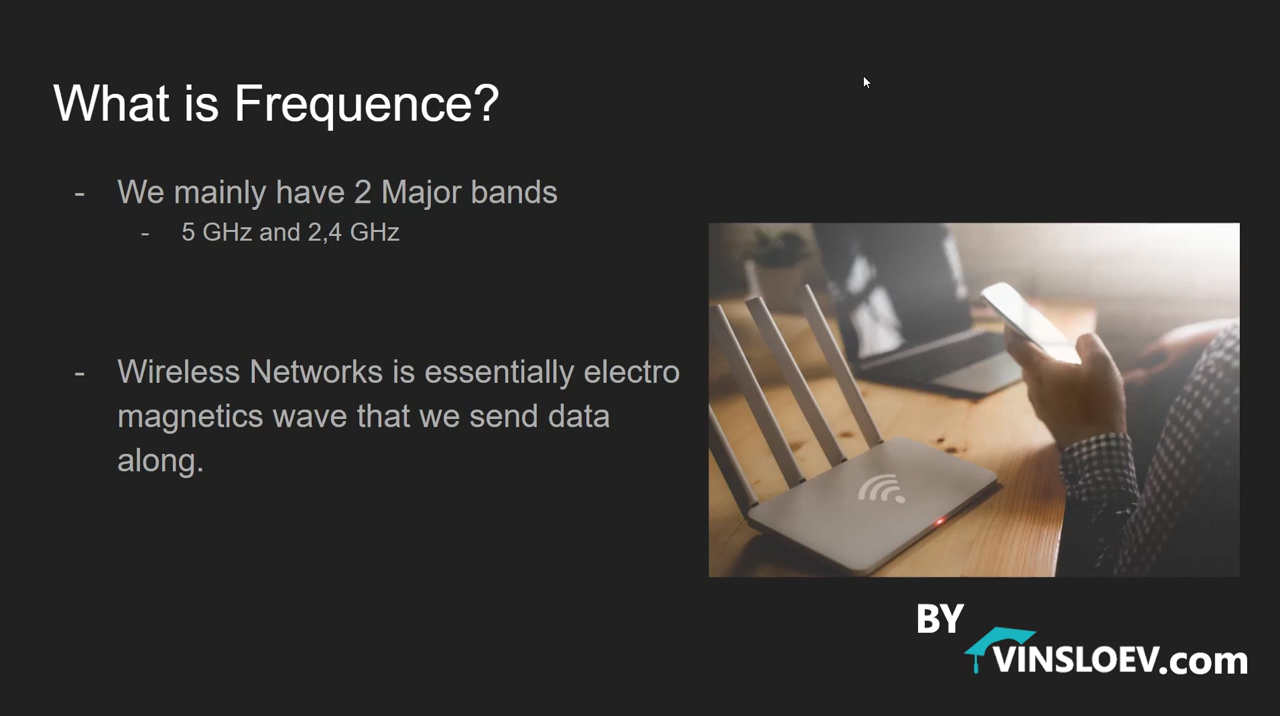 What is Frequence?
- We mainly have 2 Major bands
- 5 GHz and 2,4 GHz
- Wireless Networks is essentially electro
magnetics wave that we send data
along.
BY
VINSLOEV.com